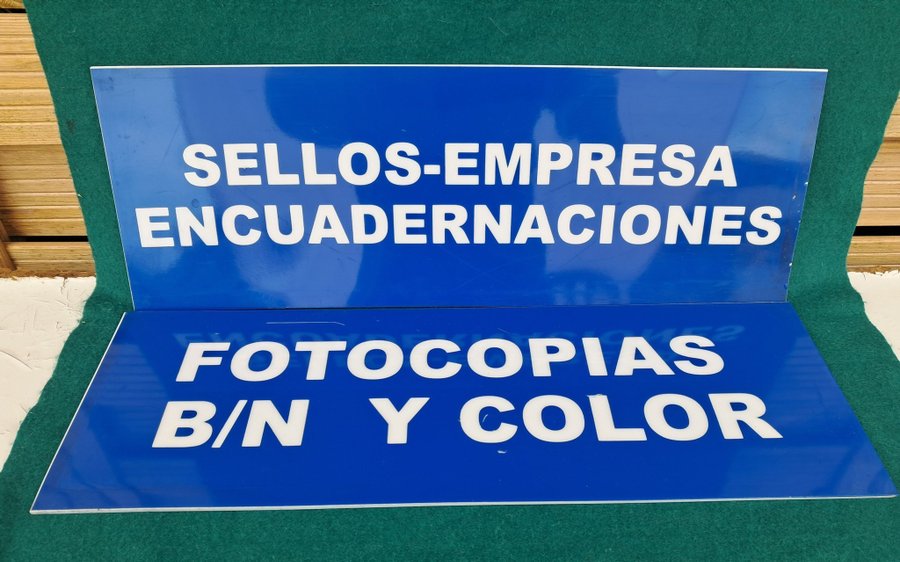 SELLOS-EMPRESA
ENCUADERNACIONES
FOTOCOPIAS
B/N Y COLOR